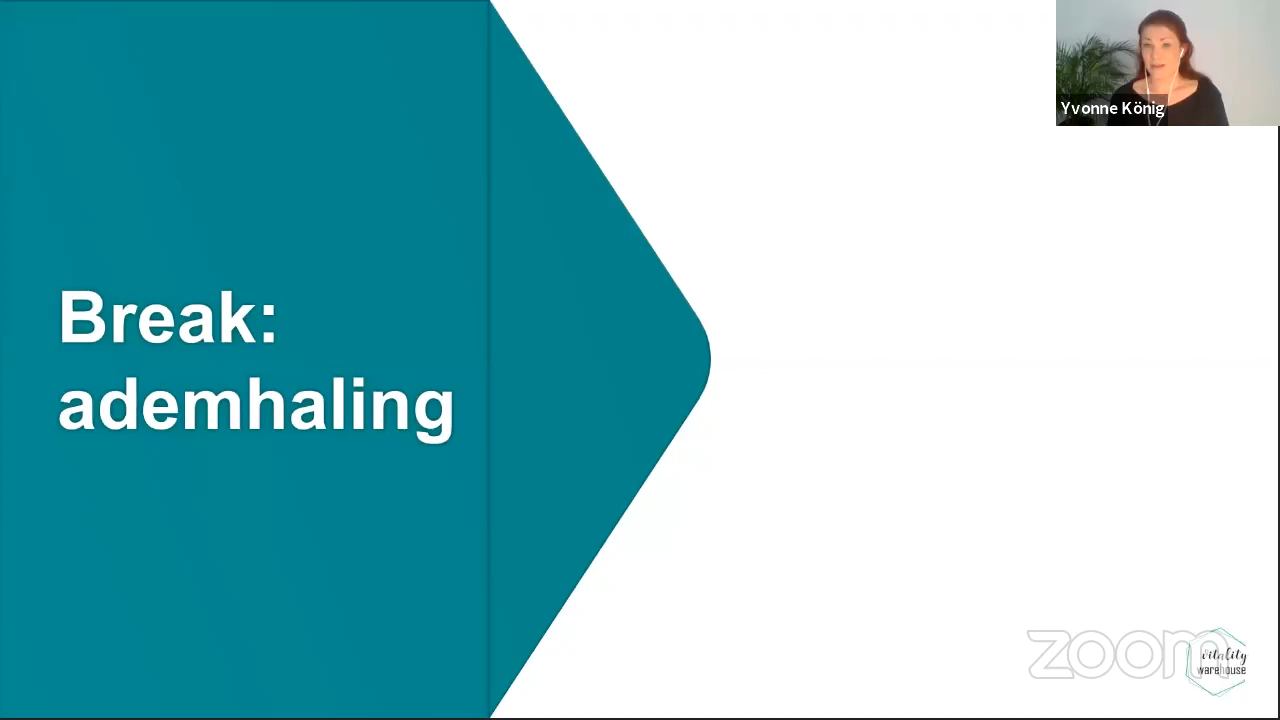 Yvonne König
Break:
ademhaling
zoom
vitality
warehouse